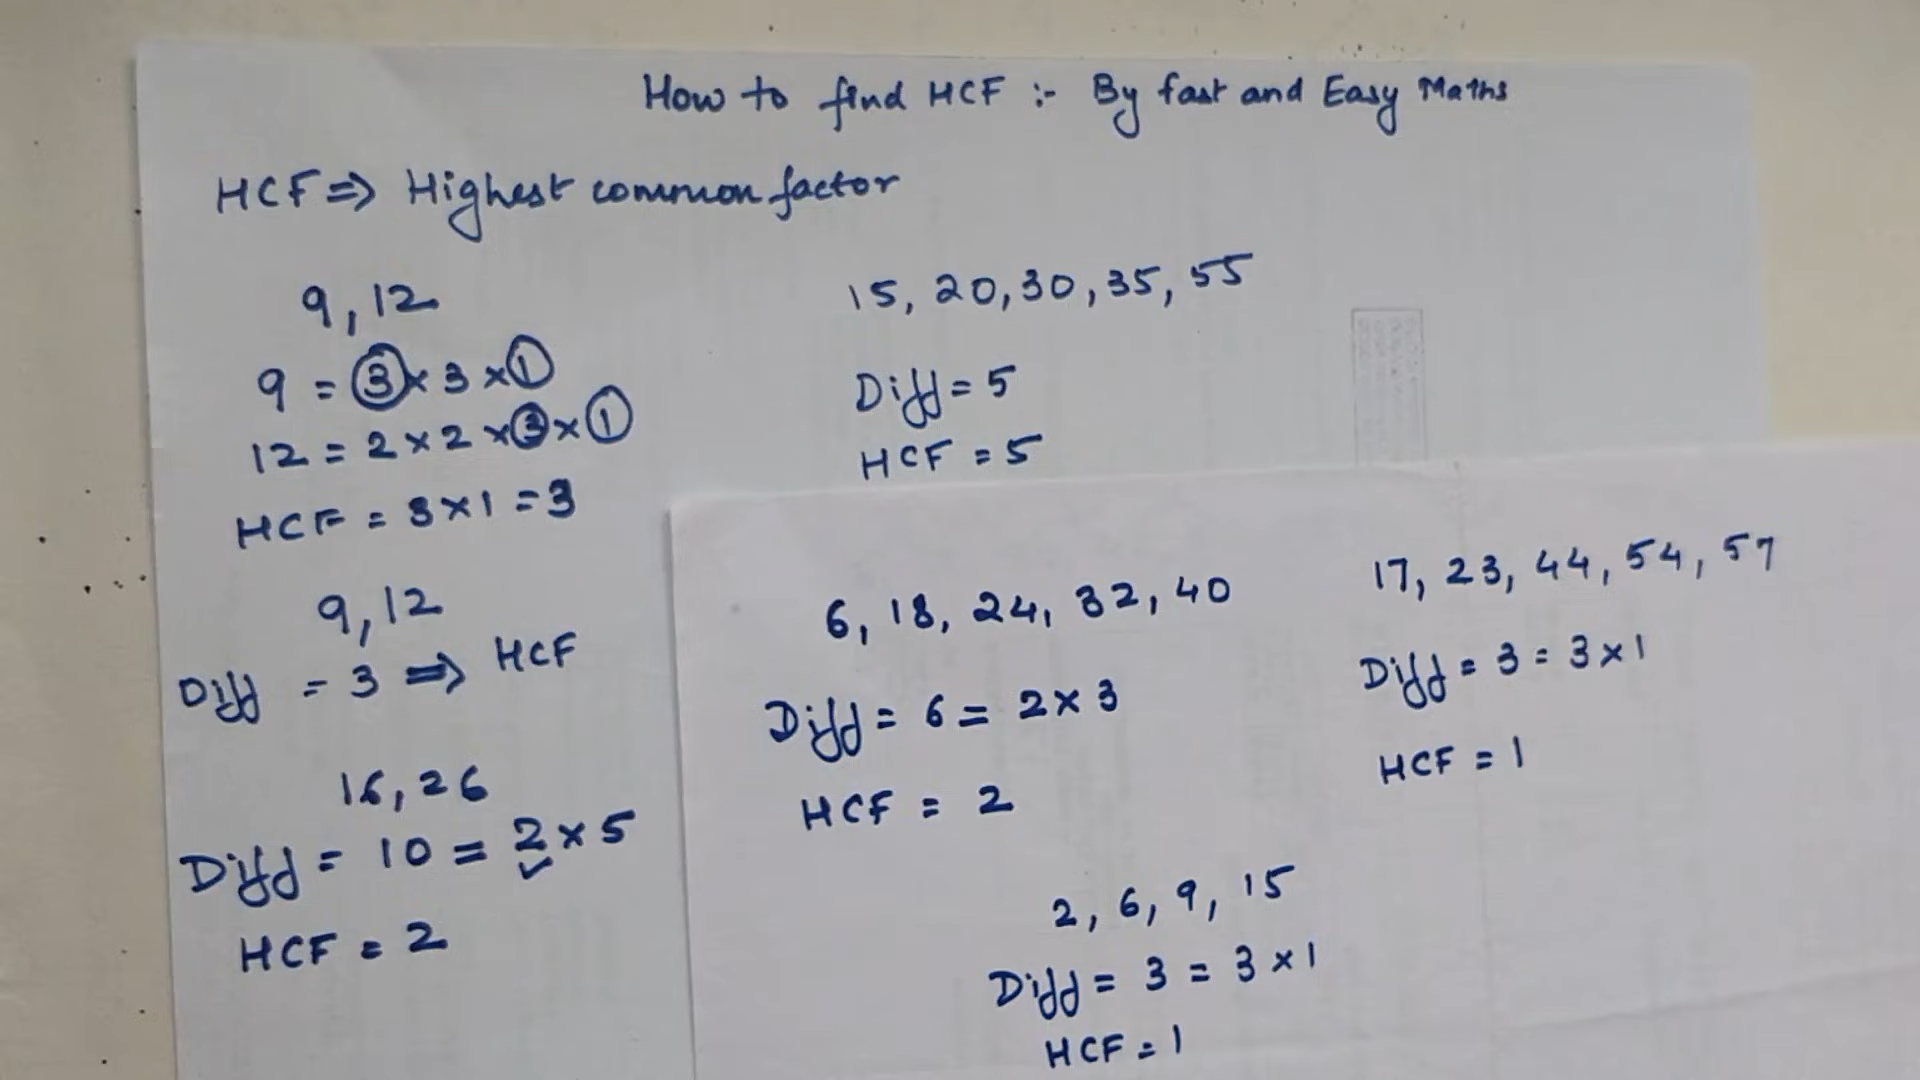 How to find HCF :- By fast and Easy Maths
HCF => Highest common factor
9, 12
9 = 3 x 3 x 1
12 = 2 x 2 x 3 x 1
HCF = 3 x 1 = 3
9, 12
Diff = 3 => HCF
16, 26
Diff = 10 = 2 x 5
HCF = 2
15, 20, 30, 35, 55
Diff = 5
HCF = 5
6, 18, 24, 32, 40
Diff = 6 = 2 x 3
HCF = 2
17, 23, 44, 54, 57
Diff = 3 = 3 x 1
HCF = 1
2, 6, 9, 15
Diff = 3 = 3 x 1
HCF = 1